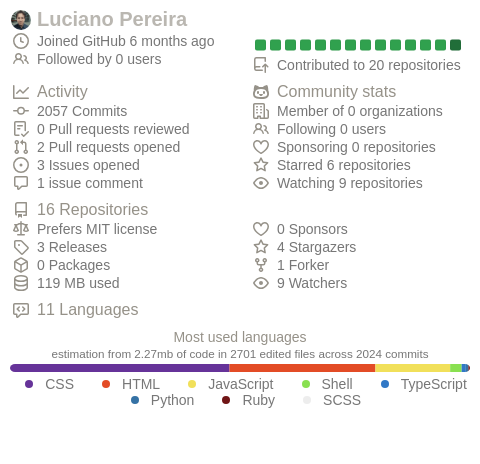 Luciano Pereira
Joined GitHub 6 months ago
Followed by 0 users
Contributed to 20 repositories
Activity
2057 Commits
0 Pull requests reviewed
2 Pull requests opened
3 Issues opened
1 issue comment
Community stats
Member of 0 organizations
Following 0 users
Sponsoring 0 repositories
Starred 6 repositories
Watching 9 repositories
16 Repositories
Prefers MIT license
3 Releases
0 Packages
119 MB used
0 Sponsors
4 Stargazers
1 Forker
9 Watchers
11 Languages
Most used languages
estimation from 2.27mb of code in 2701 edited files across 2024 commits
CSS HTML JavaScript Shell TypeScript
Python Ruby SCSS